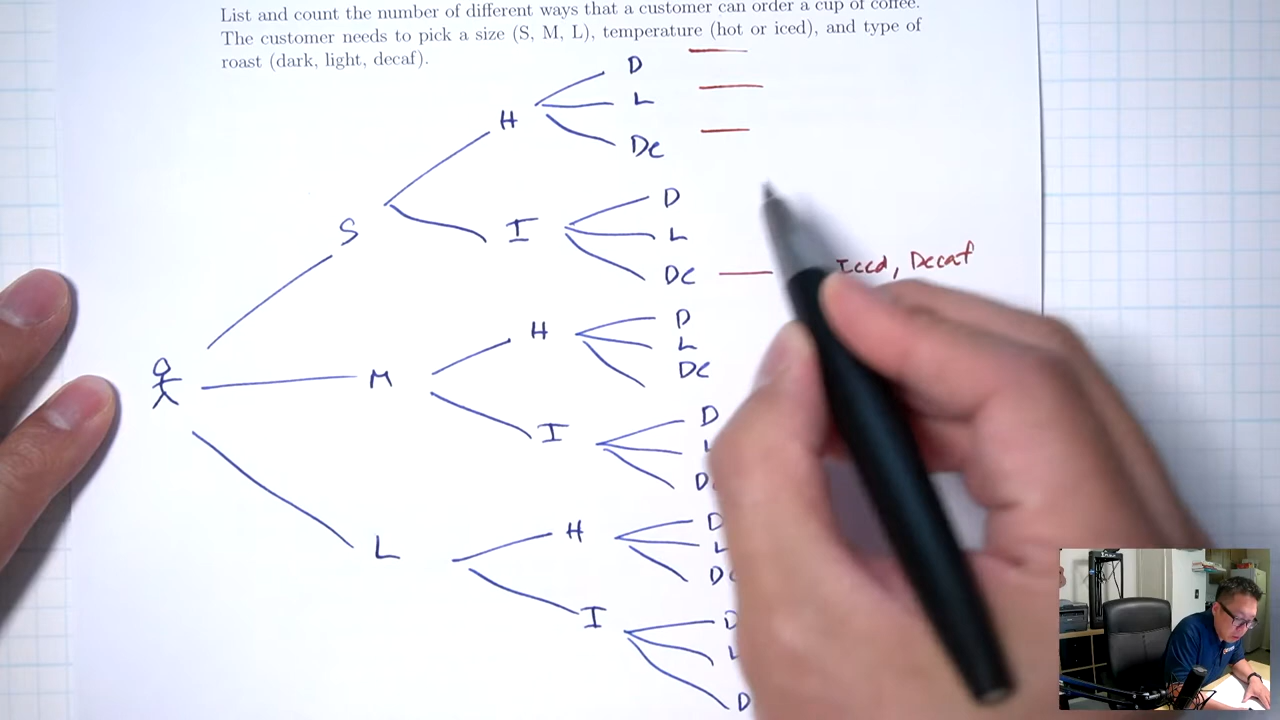 List and count the number of different ways that a customer can order a cup of coffee.
The customer needs to pick a size (S, M, L), temperature (hot or iced), and type of
roast (dark, light, decaf).
D
H
L
DC
S
D
I
L
DC
Iced, Decaf
D
H
L
M
DC
D
I
D
H
L
L
D
I
D